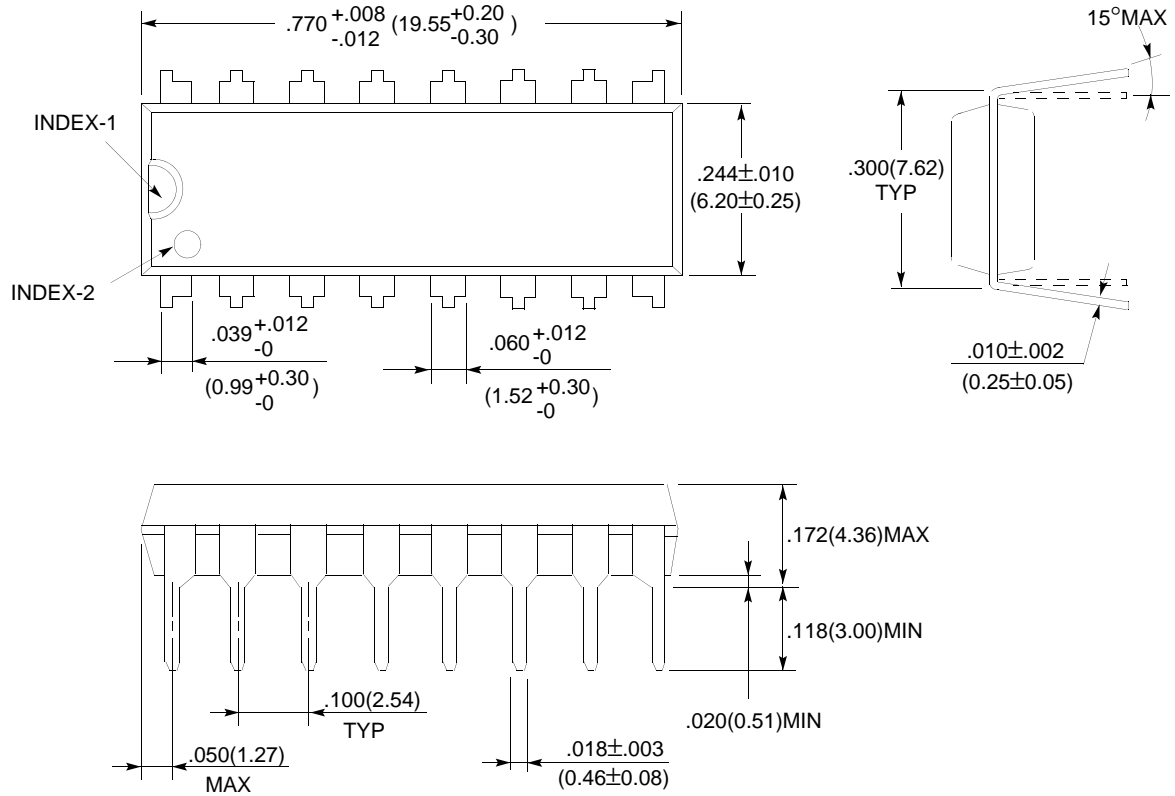 .770 +.008 -.012 (19.55 +0.20 -0.30 )
15°MAX
INDEX-1
.244±.010
(6.20±0.25)
.300(7.62)
TYP
INDEX-2
.039 +.012 -0
(0.99 +0.30 -0 )
.060 +.012 -0
(1.52 +0.30 -0 )
.010±.002
(0.25±0.05)
.172(4.36)MAX
.118(3.00)MIN
.100(2.54)
TYP
.020(0.51)MIN
.050(1.27)
MAX
.018±.003
(0.46±0.08)